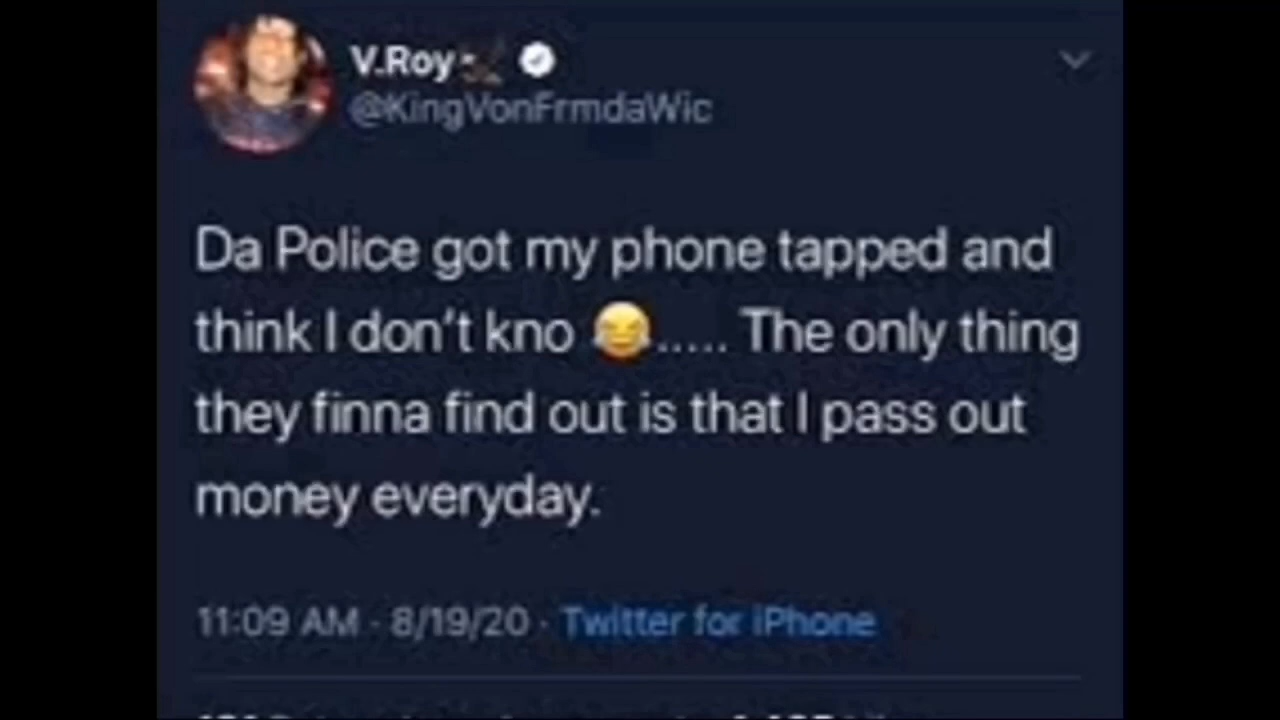 V.Roy
@KingVonFrmdaWic
Da Police got my phone tapped and
think I don't kno 😂..... The only thing
they finna find out is that I pass out
money everyday.
11:09 AM · 8/19/20 · Twitter for iPhone